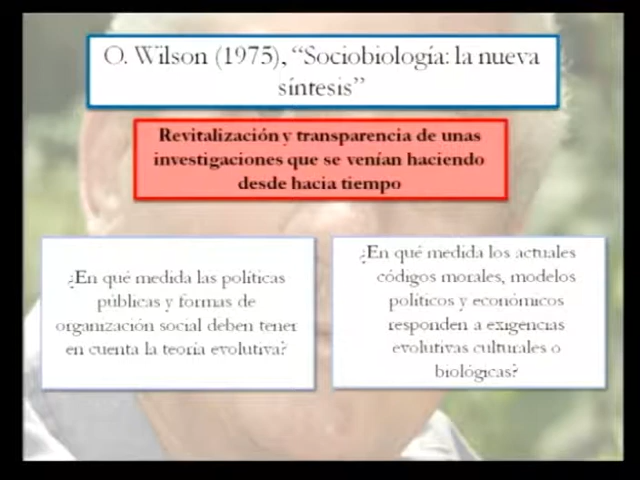 O. Wilson (1975), “Sociobiología: la nueva
síntesis”
Revitalización y transparencia de unas
investigaciones que se venían haciendo
desde hacia tiempo
¿En qué medida las políticas
públicas y formas de
organización social deben tener
en cuenta la teoría evolutiva?
¿En qué medida los actuales
códigos morales, modelos
políticos y económicos
responden a exigencias
evolutivas culturales o
biológicas?